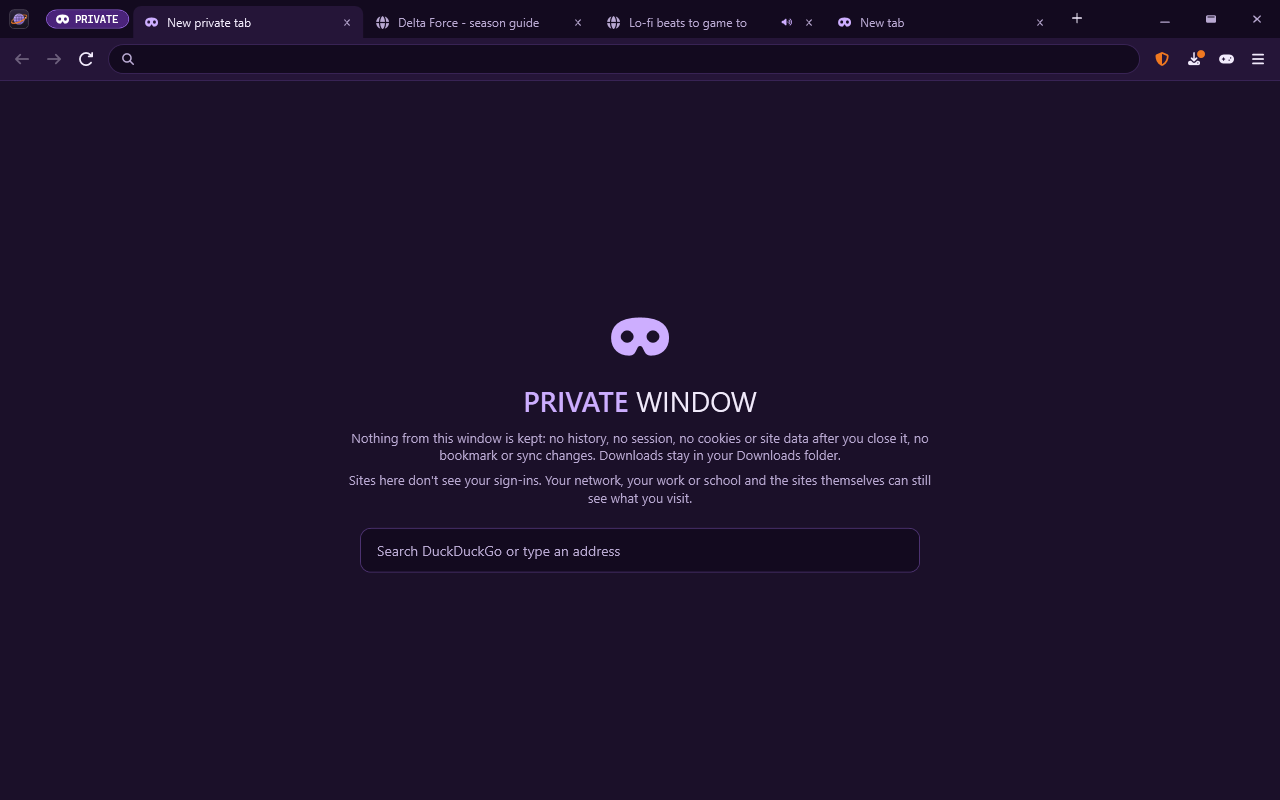 PRIVATE
New private tab
Delta Force - season guide
Lo-fi beats to game to
New tab
PRIVATE WINDOW
Nothing from this window is kept: no history, no session, no cookies or site data after you close it, no
bookmark or sync changes. Downloads stay in your Downloads folder.
Sites here don't see your sign-ins. Your network, your work or school and the sites themselves can still
see what you visit.
Search DuckDuckGo or type an address